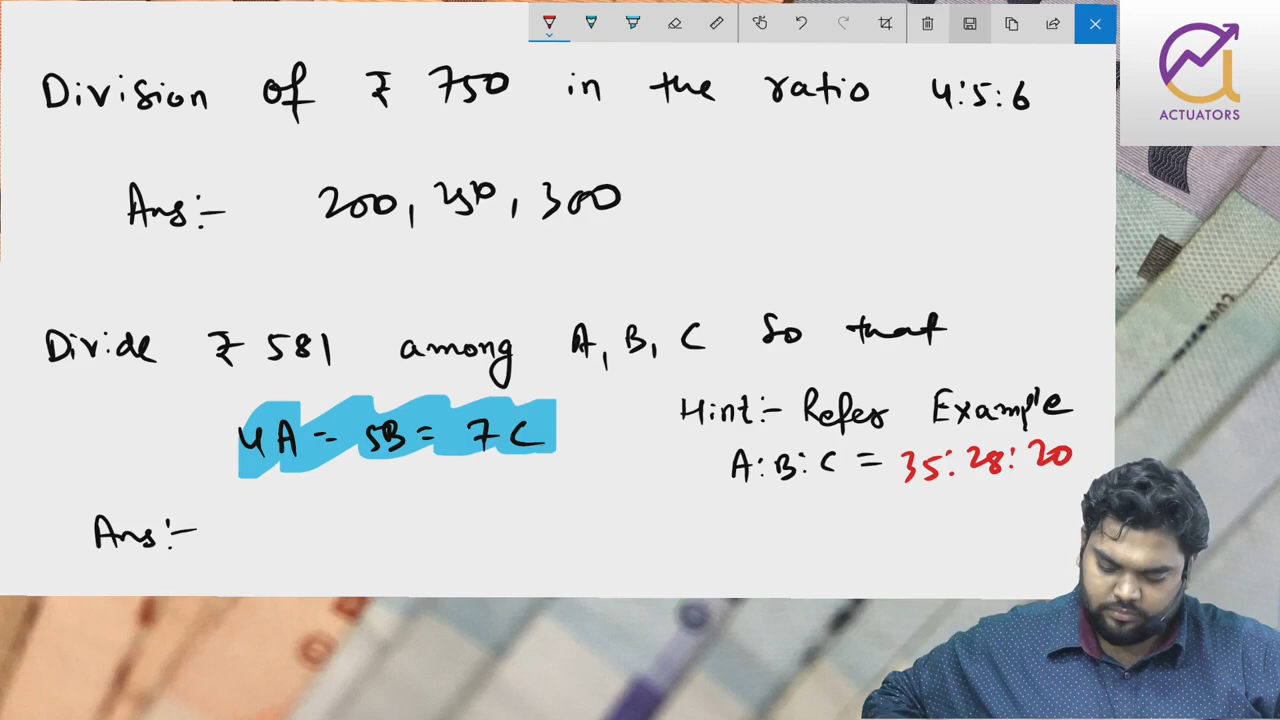 Division of ₹ 750 in the ratio 4:5:6
ACTUATORS
Ans:- 200, 250, 300
Divide ₹ 581 among A, B, C So that
4A = 5B = 7C
Hint:- Refer Example
A:B:C = 35:28:20
Ans:-